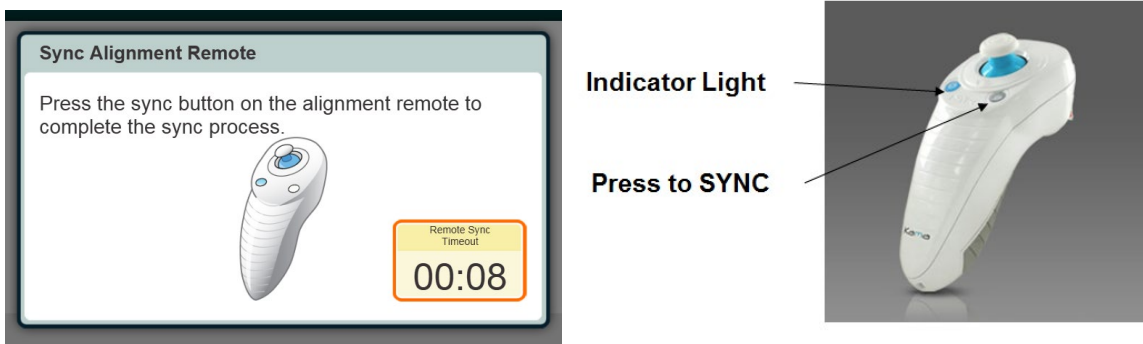 Sync Alignment Remote
Press the sync button on the alignment remote to
complete the sync process.
Remote Sync
Timeout
00:08
Indicator Light
Press to SYNC
Kama